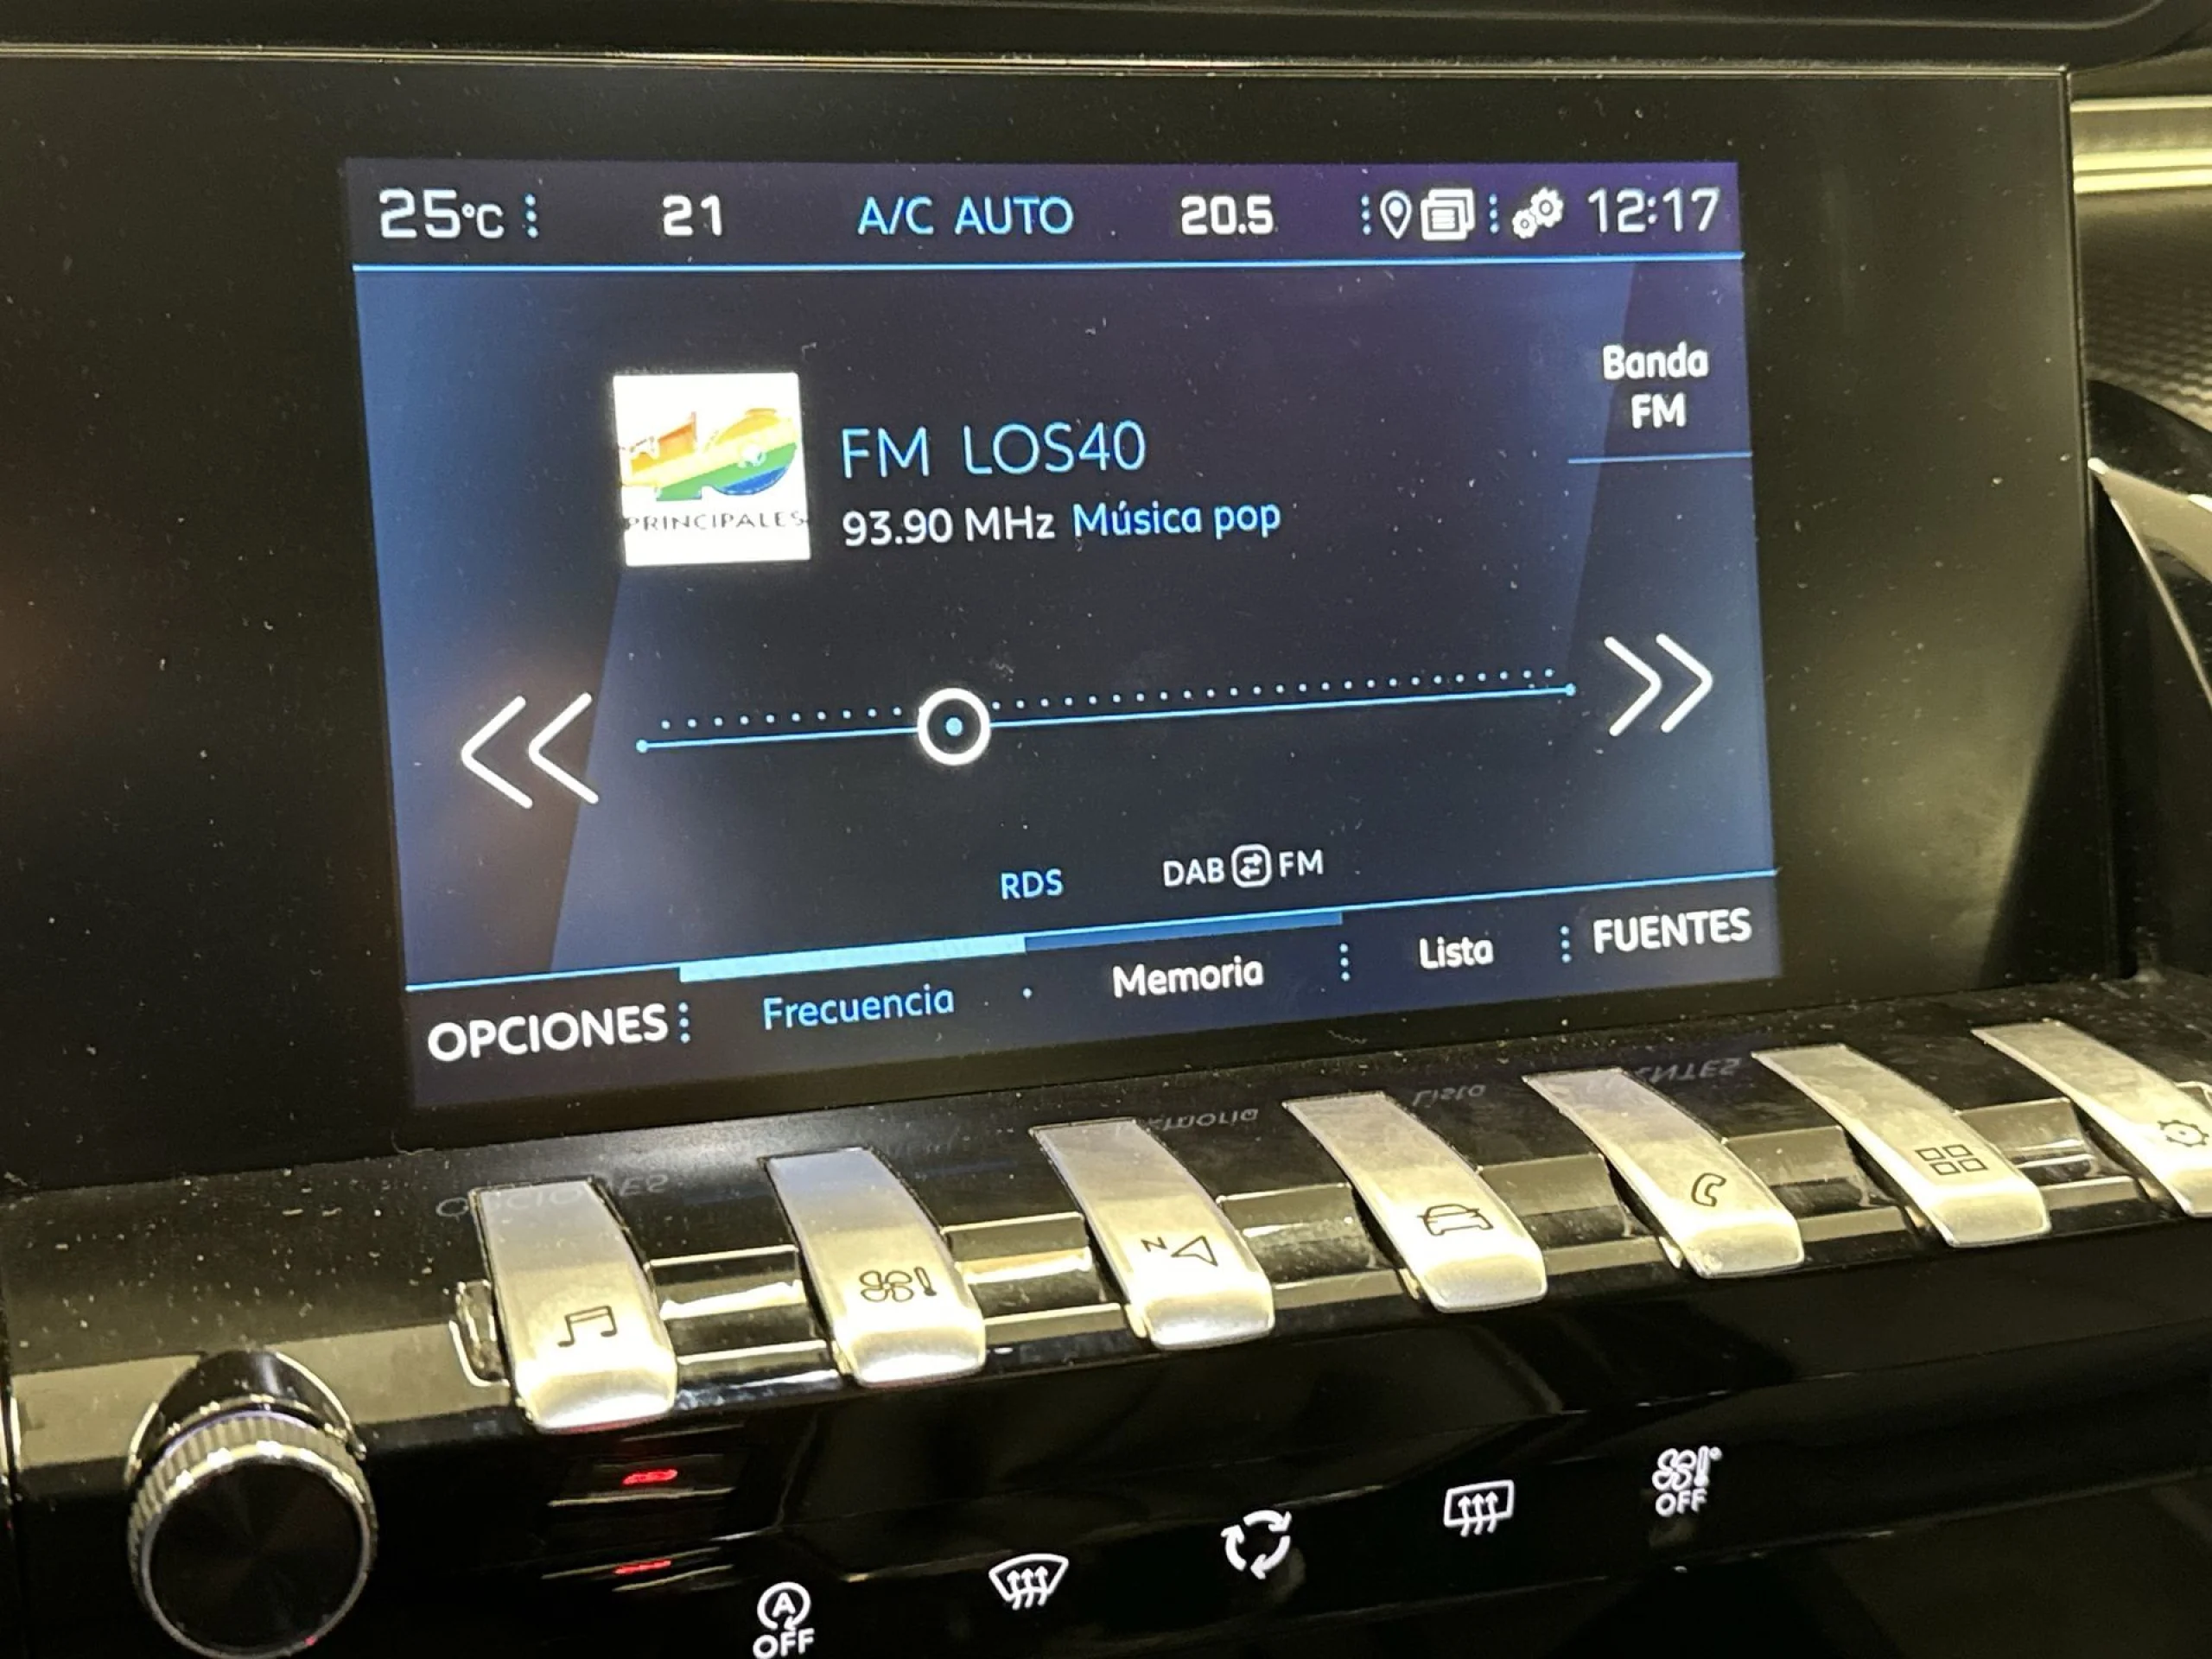 25°C 21 A/C AUTO 20.5 12:17
Banda
FM
40
PRINCIPALES
FM LOS40
93.90 MHz Música pop
RDS DAB FM
OPCIONES Frecuencia Memoria Lista FUENTES
N
A
OFF
OFF